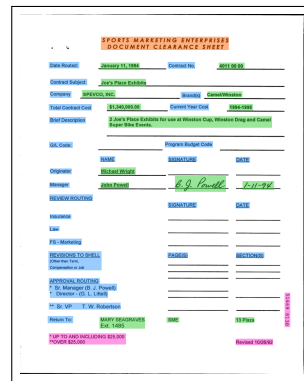 SPORTS MARKETING ENTERPRISES
DOCUMENT CLEARANCE SHEET
Date Routed: January 11, 1994 Contract No. 4011 00 00
Contract Subject: Joe's Place Exhibits
Company SPEVCO, INC. Brand(s) Camel/Winston
Total Contract Cost $1,340,000.00 Current Year Cost 1994-1995
Brief Description 2 Joe's Place Exhibits for use at Winston Cup, Winston Drag and Camel
Super Bike Events.
G/L Code: Program Budget Code
NAME SIGNATURE DATE
Originator Michael Wright
Manager John Powell B. J. Powell 1-11-94
REVIEW ROUTING SIGNATURE DATE
Insurance
Law
FS - Marketing
REVISIONS TO SHELL PAGE(S) SECTION(S)
(Other than Term,
Compensation or Job
APPROVAL ROUTING
* Sr. Manager (B. J. Powell)
* Director - (G. L. Littell)
** Sr. VP T. W. Robertson
Return To: MARY SEAGRAVES SME 13 Plaza
Ext. 1485
* UP TO AND INCLUDING $25,000
**OVER $25,000 Revised 10/26/92